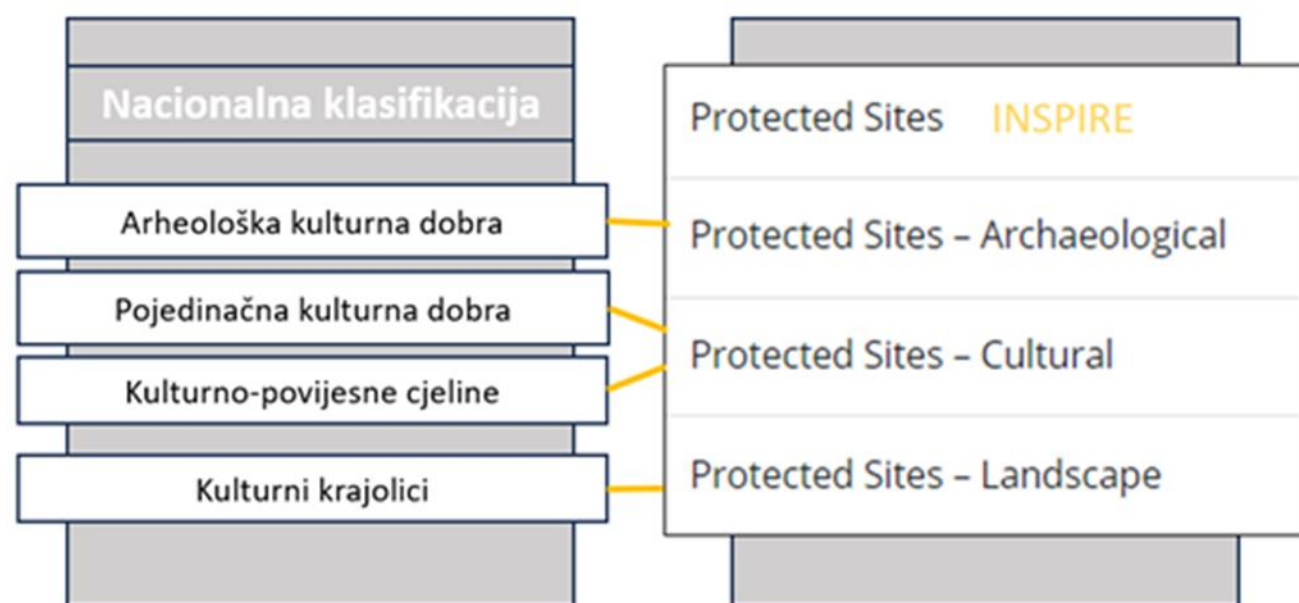 Nacionalna klasifikacija
Arheološka kulturna dobra
Pojedinačna kulturna dobra
Kulturno-povijesne cjeline
Kulturni krajolici
Protected Sites INSPIRE
Protected Sites – Archaeological
Protected Sites – Cultural
Protected Sites – Landscape